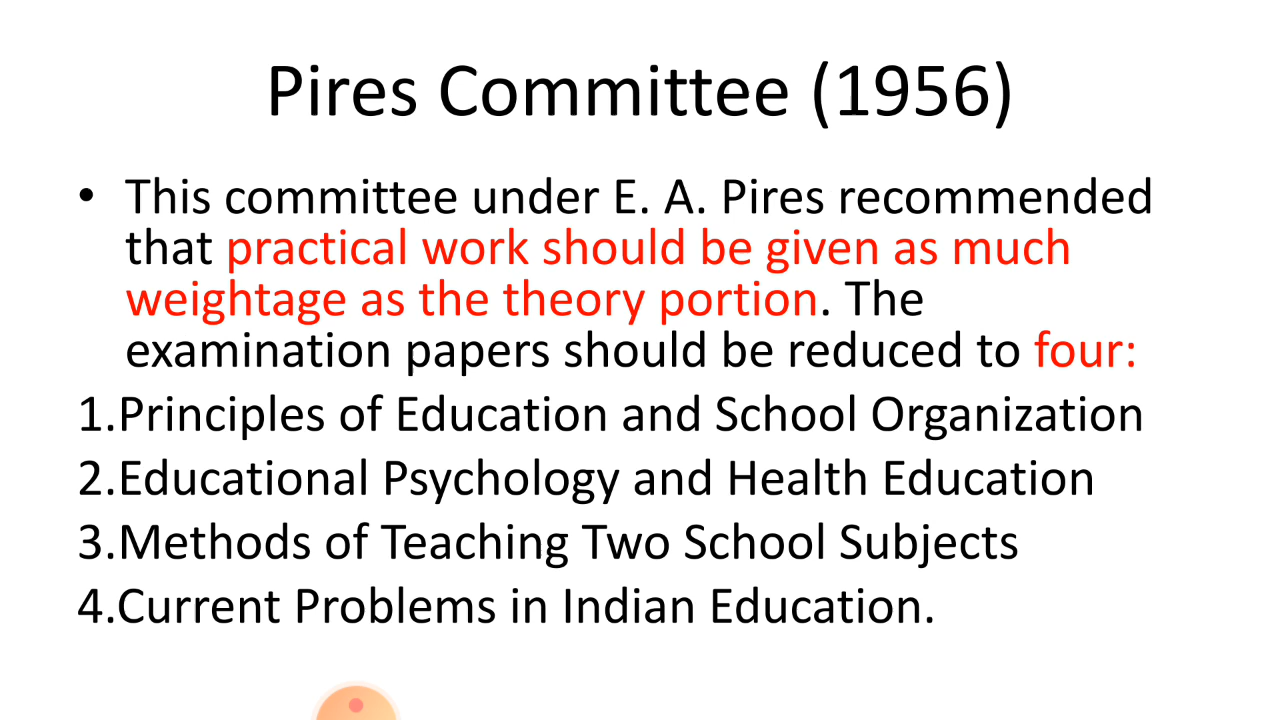 Pires Committee (1956)
• This committee under E. A. Pires recommended
that practical work should be given as much
weightage as the theory portion. The
examination papers should be reduced to four:
1.Principles of Education and School Organization
2.Educational Psychology and Health Education
3.Methods of Teaching Two School Subjects
4.Current Problems in Indian Education.